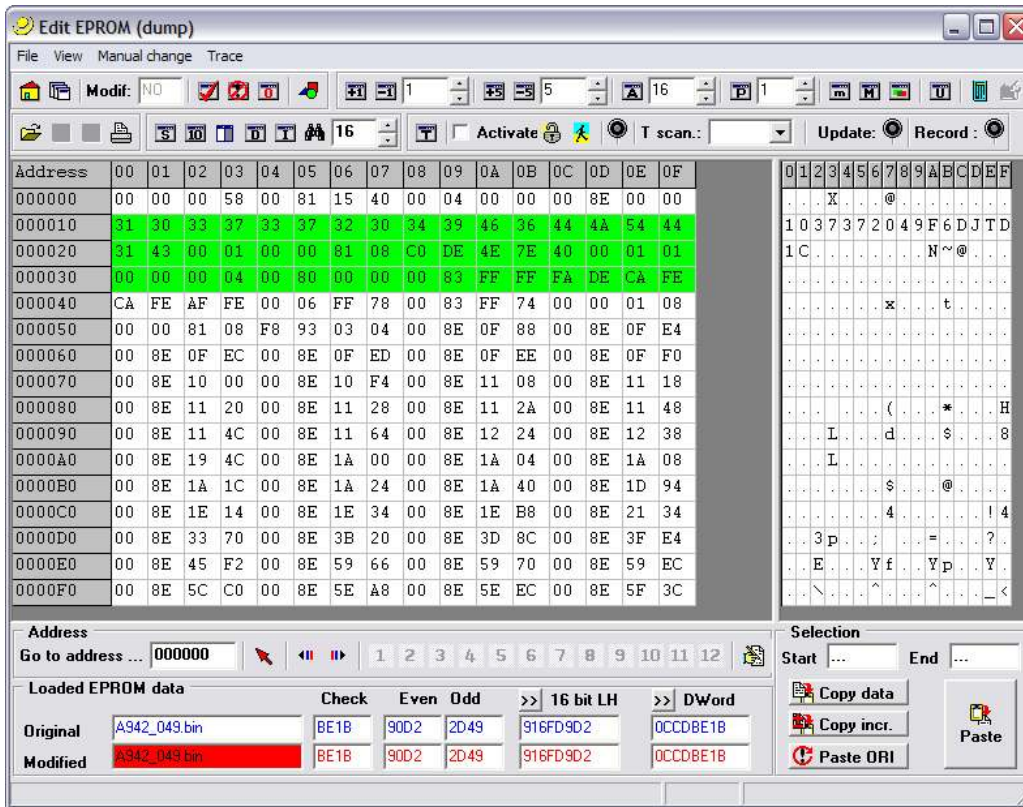 Edit EPROM (dump)
File View Manual change Trace
Modif: NO 1 5 16 1
16 Activate T scan.: Update: Record :
Address 00 01 02 03 04 05 06 07 08 09 0A 0B 0C 0D 0E 0F 0 1 2 3 4 5 6 7 8 9 A B C D E F
000000 00 00 00 58 00 81 15 40 00 04 00 00 00 8E 00 00 . . . X . . . @ . . . . . . . .
000010 31 30 33 37 33 37 32 30 34 39 46 36 44 4A 54 44 1 0 3 7 3 7 2 0 4 9 F 6 D J T D
000020 31 43 00 01 00 00 81 08 C0 DE 4E 7E 40 00 01 01 1 C . . . . . . . . N ~ @ . . .
000030 00 00 00 04 00 80 00 00 00 83 FF FF FA DE CA FE . . . . . . . . . . . . . . . .
000040 CA FE AF FE 00 06 FF 78 00 83 FF 74 00 00 01 08 . . . . . . . x . . . t . . . .
000050 00 00 81 08 F8 93 03 04 00 8E 0F 88 00 8E 0F E4 . . . . . . . . . . . . . . . .
000060 00 8E 0F EC 00 8E 0F ED 00 8E 0F EE 00 8E 0F F0 . . . . . . . . . . . . . . . .
000070 00 8E 10 00 00 8E 10 F4 00 8E 11 08 00 8E 11 18 . . . . . . . . . . . . . . . .
000080 00 8E 11 20 00 8E 11 28 00 8E 11 2A 00 8E 11 48 . . . . . . . ( . . . * . . . H
000090 00 8E 11 4C 00 8E 11 64 00 8E 12 24 00 8E 12 38 . . . L . . . d . . . $ . . . 8
0000A0 00 8E 19 4C 00 8E 1A 00 00 8E 1A 04 00 8E 1A 08 . . . L . . . . . . . . . . . .
0000B0 00 8E 1A 1C 00 8E 1A 24 00 8E 1A 40 00 8E 1D 94 . . . . . . . $ . . . @ . . . .
0000C0 00 8E 1E 14 00 8E 1E 34 00 8E 1E B8 00 8E 21 34 . . . . . . . 4 . . . . . . ! 4
0000D0 00 8E 33 70 00 8E 3B 20 00 8E 3D 8C 00 8E 3F E4 . . 3 p . . ; . . . = . . . ? .
0000E0 00 8E 45 F2 00 8E 59 66 00 8E 59 70 00 8E 59 EC . . E . . . Y f . . Y p . . Y .
0000F0 00 8E 5C C0 00 8E 5E A8 00 8E 5E EC 00 8E 5F 3C . . \ . . . ^ . . . ^ . . . _ <
Address
Go to address ... 000000 1 2 3 4 5 6 7 8 9 10 11 12
Selection
Start ... End ...
Loaded EPROM data
Check Even Odd >> 16 bit LH >> DWord
Original A942_049.bin BE1B 90D2 2D49 916FD9D2 0CCDBE1B
Modified A942_049.bin BE1B 90D2 2D49 916FD9D2 0CCDBE1B
Copy data
Copy incr.
Paste ORI
Paste